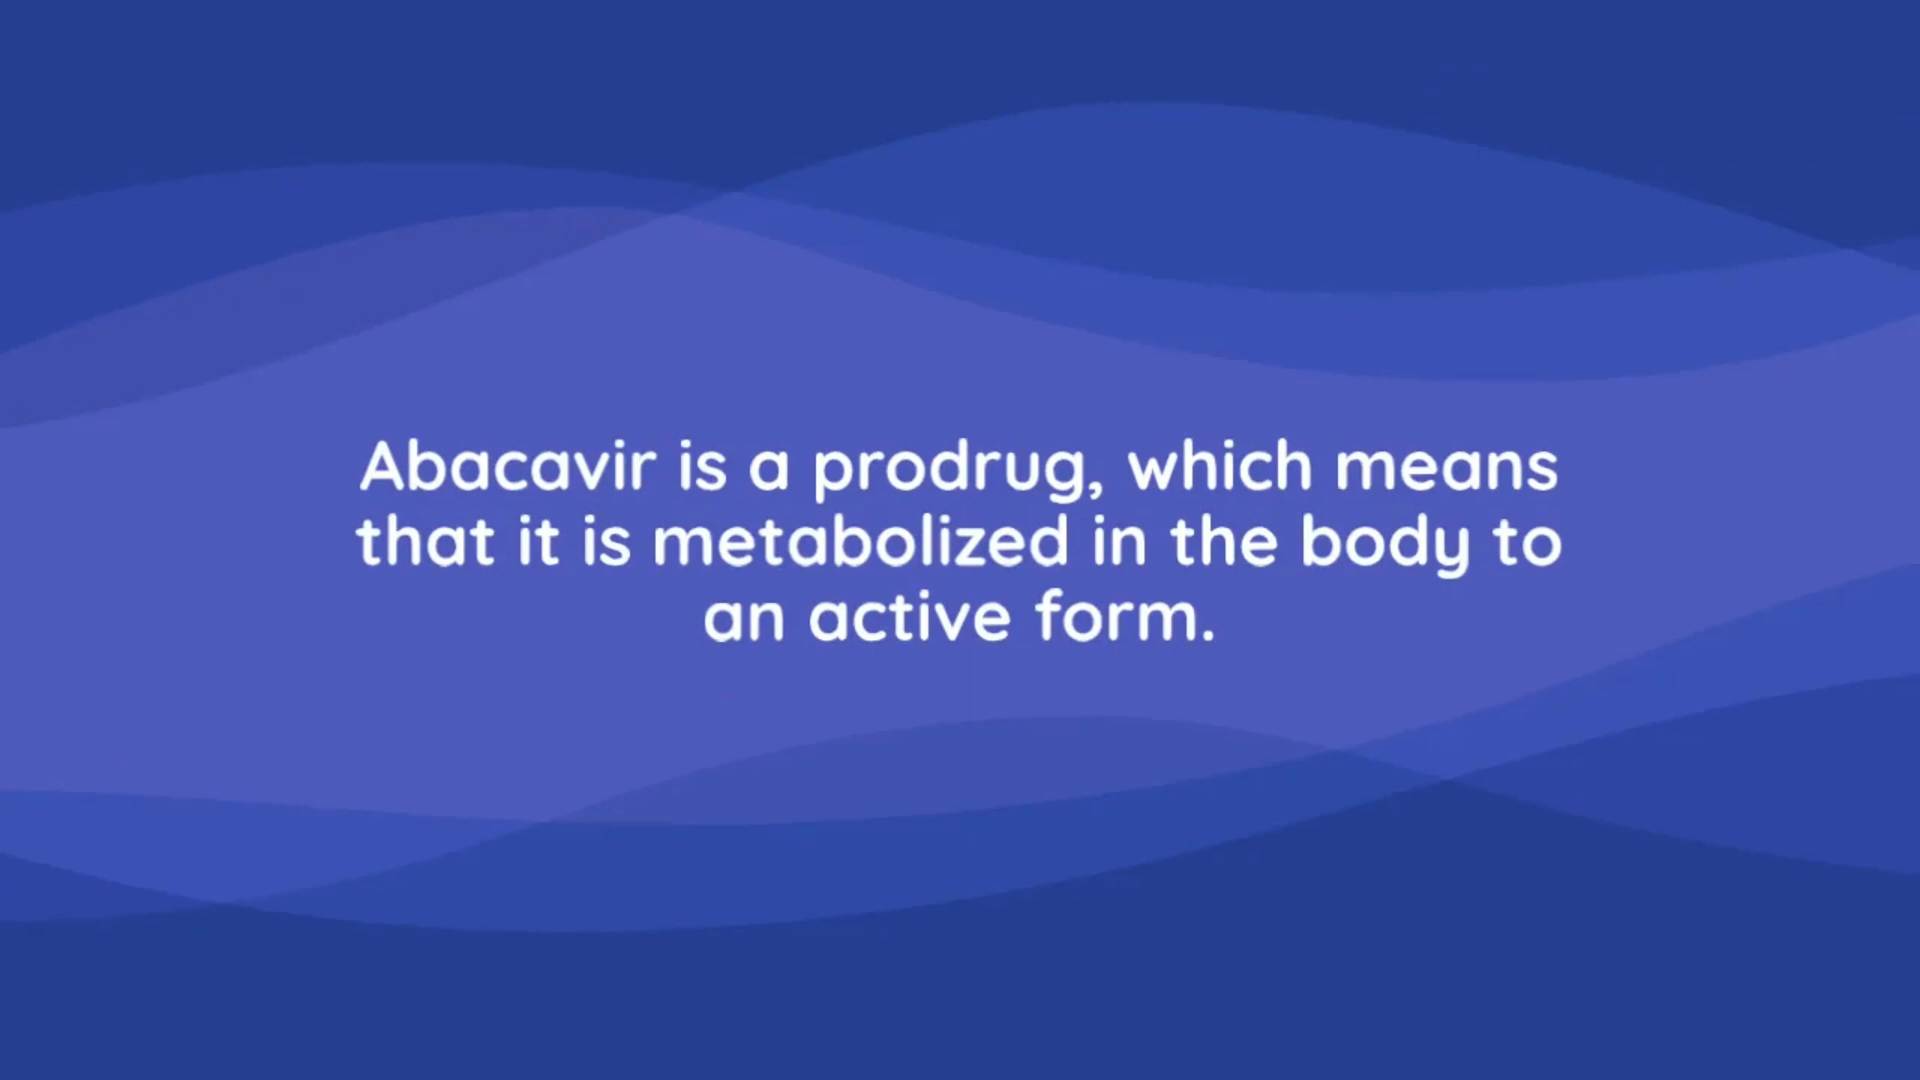 Abacavir is a prodrug, which means
that it is metabolized in the body to
an active form.